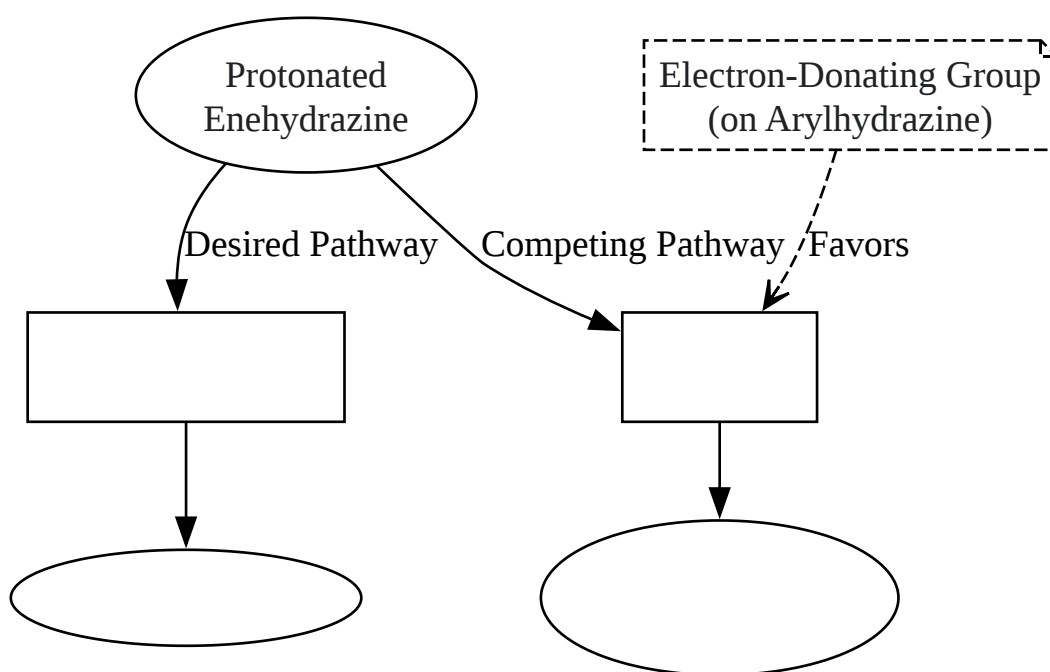 Protonated
Enehydrazine
Electron-Donating Group
(on Arylhydrazine)
Desired Pathway
Competing Pathway
Favors